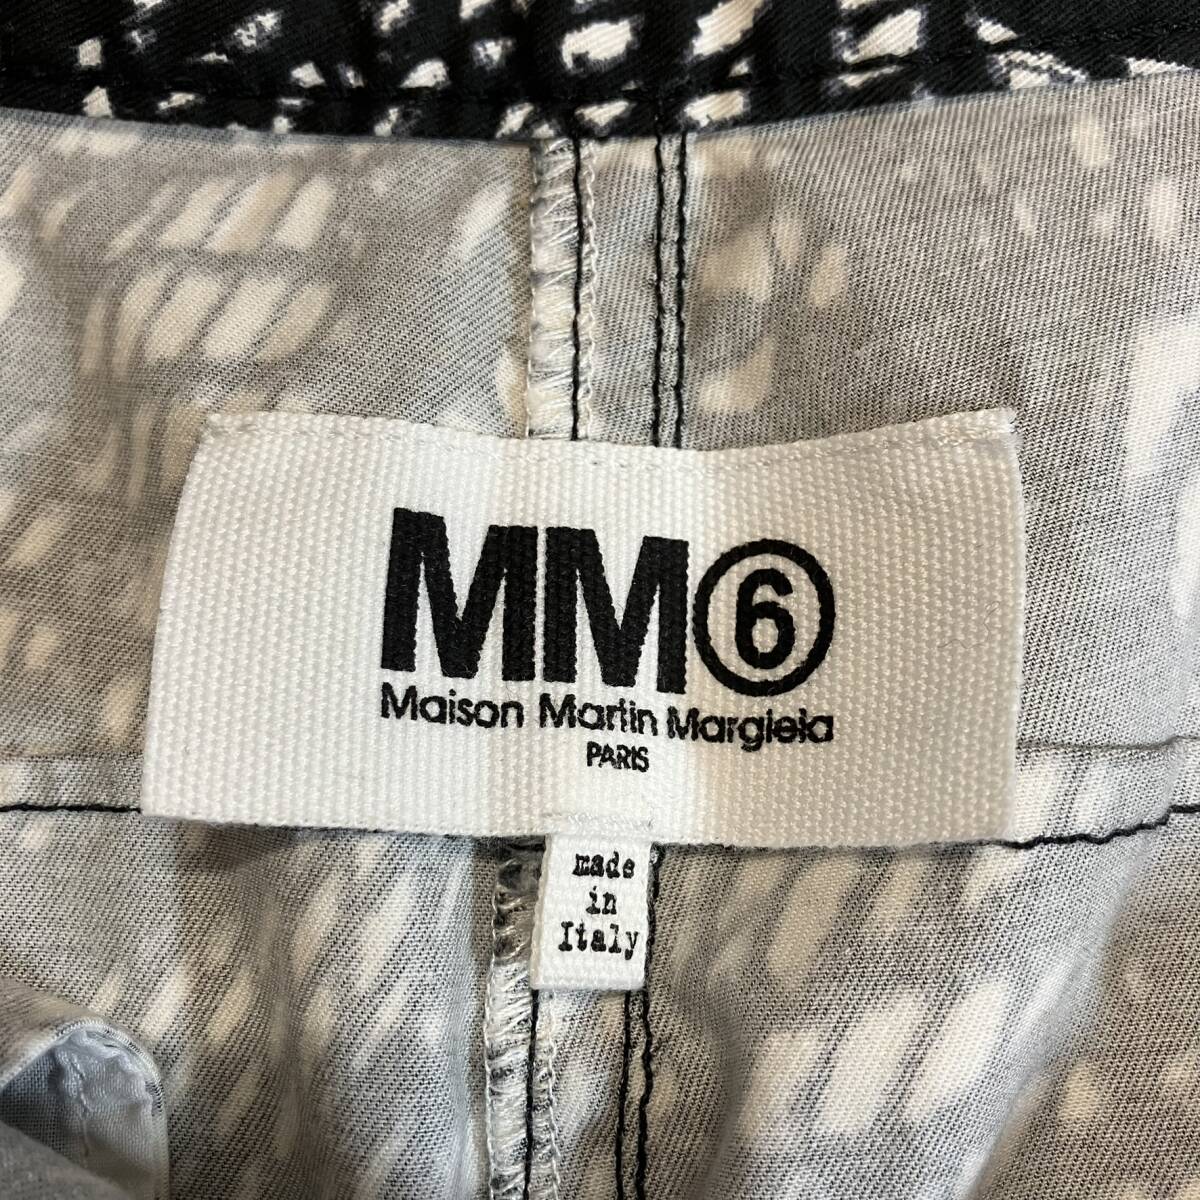 MM⑥
Maison Martin Margiela
PARIS
made
in
Italy